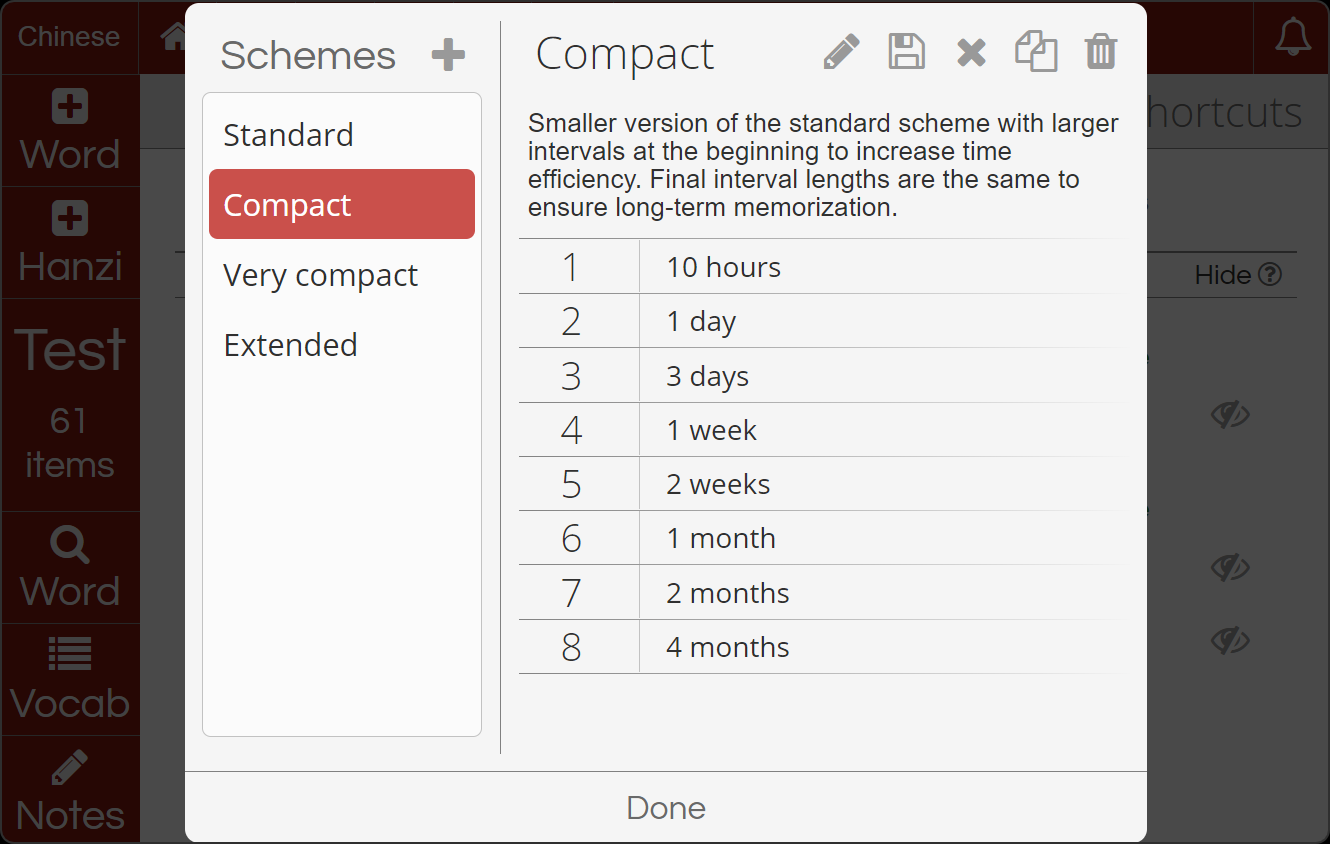 Chinese
Word
Hanzi
Test
61
items
Word
Vocab
Notes
Schemes
Standard
Compact
Very compact
Extended
Compact
Smaller version of the standard scheme with larger
intervals at the beginning to increase time
efficiency. Final interval lengths are the same to
ensure long-term memorization.
1 10 hours
2 1 day
3 3 days
4 1 week
5 2 weeks
6 1 month
7 2 months
8 4 months
Done
hortcuts
Hide